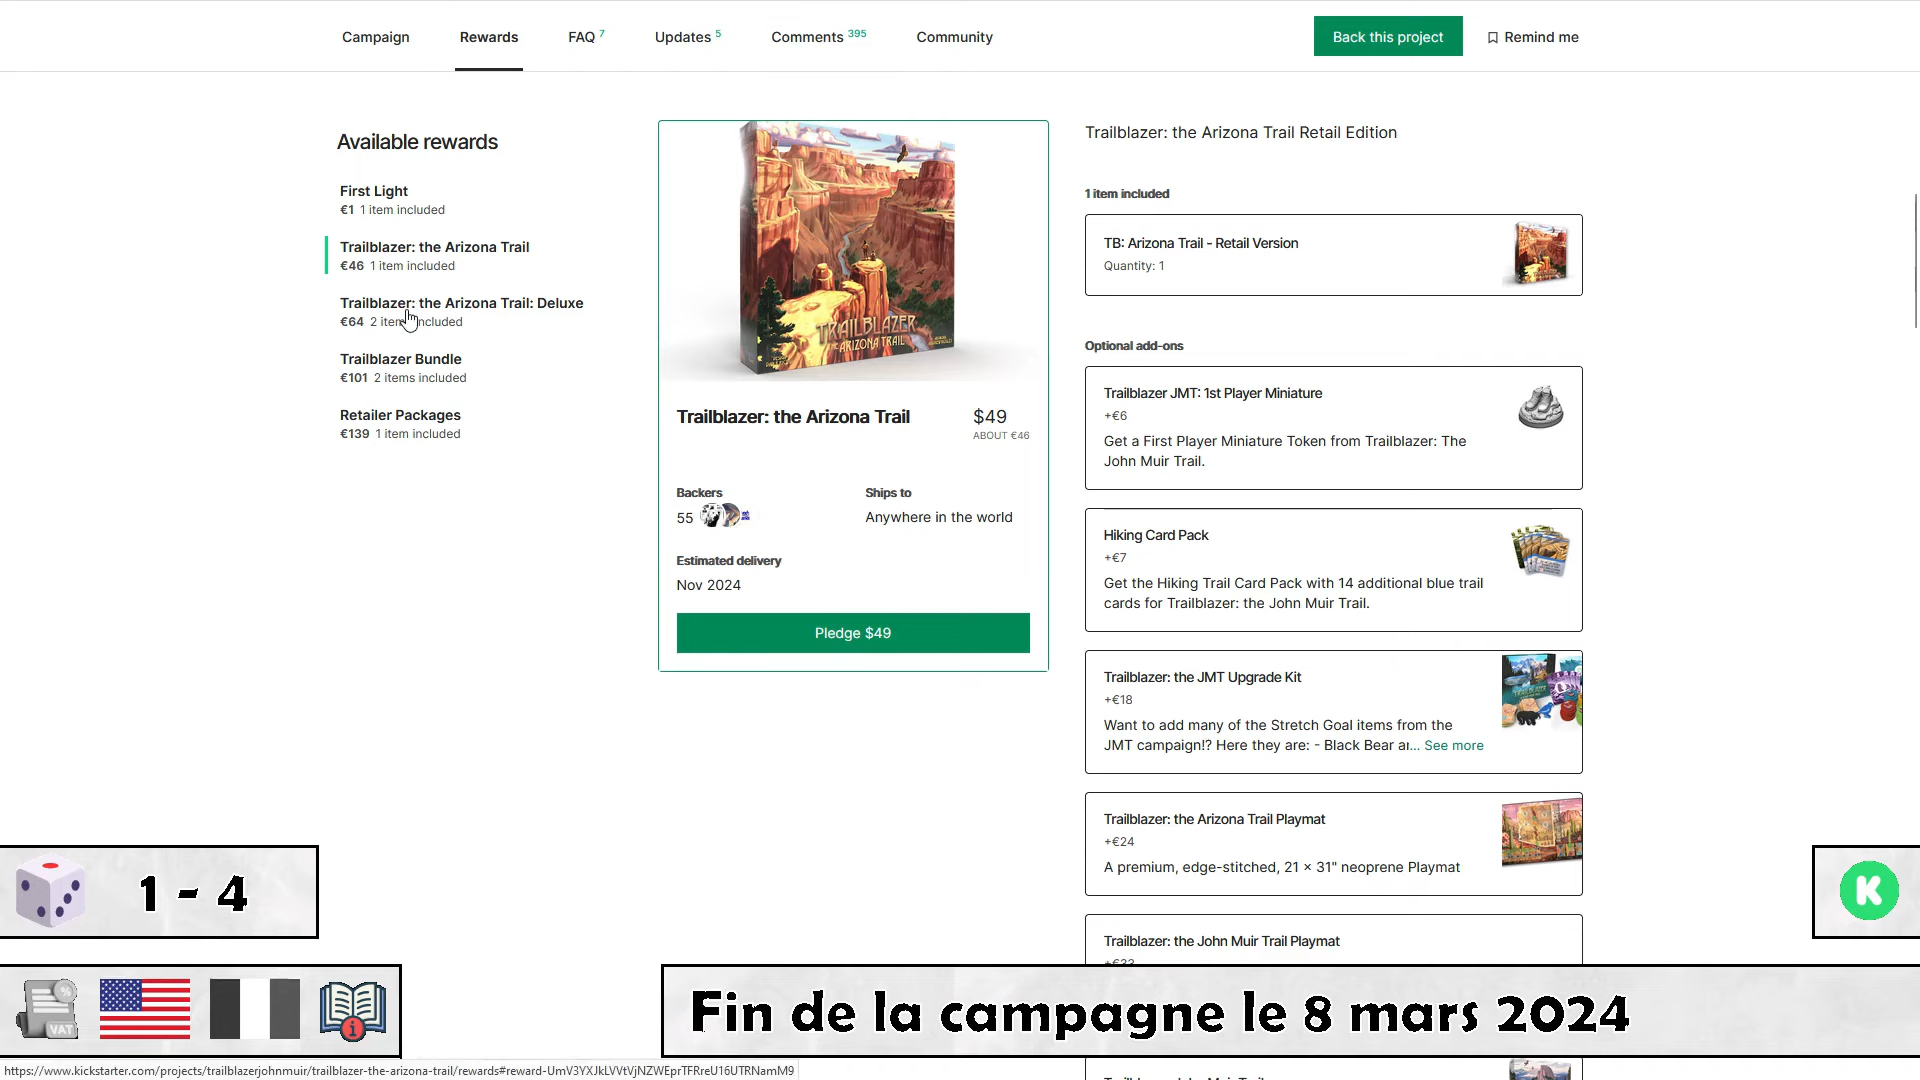 Campaign
Rewards
FAQ 7
Updates 5
Comments 395
Community
Back this project
Remind me
Available rewards
First Light
€1 1 item included
Trailblazer: the Arizona Trail
€46 1 item included
Trailblazer: the Arizona Trail: Deluxe
€64 2 items included
Trailblazer Bundle
€101 2 items included
Retailer Packages
€139 1 item included
TRAILBLAZER
THE ARIZONA TRAIL
Trailblazer: the Arizona Trail
$49
ABOUT €46
Backers
55
Ships to
Anywhere in the world
Estimated delivery
Nov 2024
Pledge $49
Trailblazer: the Arizona Trail Retail Edition
1 item included
TB: Arizona Trail - Retail Version
Quantity: 1
Optional add-ons
Trailblazer JMT: 1st Player Miniature
+€6
Get a First Player Miniature Token from Trailblazer: The
John Muir Trail.
Hiking Card Pack
+€7
Get the Hiking Trail Card Pack with 14 additional blue trail
cards for Trailblazer: the John Muir Trail.
Trailblazer: the JMT Upgrade Kit
+€18
Want to add many of the Stretch Goal items from the
JMT campaign!? Here they are: - Black Bear ar... See more
Trailblazer: the Arizona Trail Playmat
+€24
A premium, edge-stitched, 21 x 31" neoprene Playmat
Trailblazer: the John Muir Trail Playmat
+€33
1 - 4
K
VAT
Fin de la campagne le 8 mars 2024
https://www.kickstarter.com/projects/trailblazerjohnmuir/trailblazer-the-arizona-trail/rewards#reward-UmV3YXJkLVVtVjNZWEprTFRreU16UTRNamM9